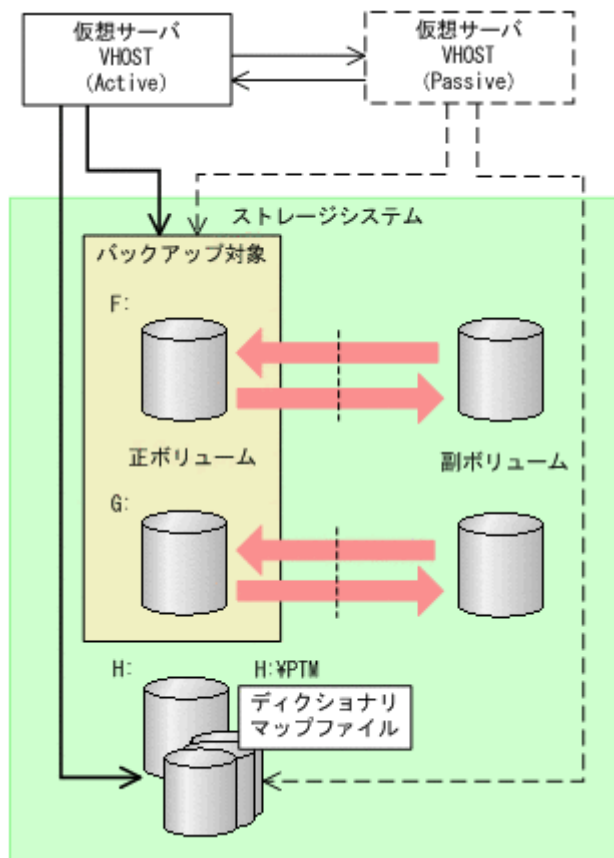 仮想サーバ
VHOST
(Active)
仮想サーバ
VHOST
(Passive)
ストレージシステム
バックアップ対象
F:
正ボリューム
副ボリューム
G:
H:
H:¥PTM
ディクショナリ
マップファイル